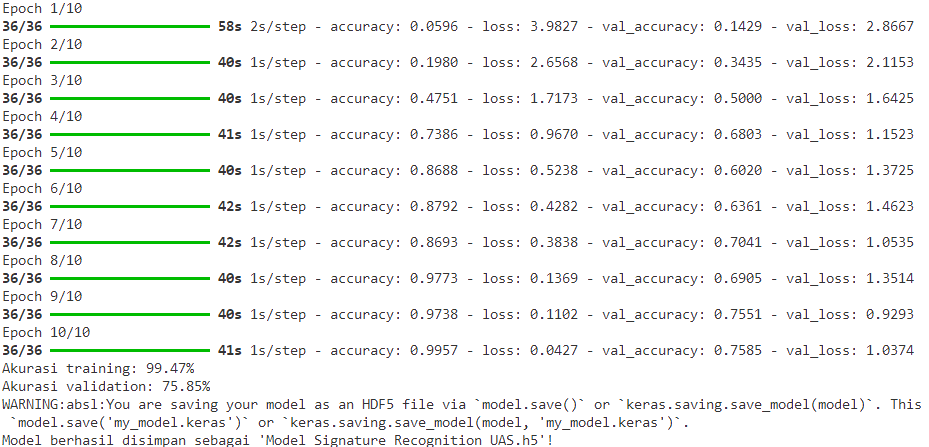 Epoch 1/10
36/36 ━━━━━━━━━━━━━━━━━━━━ 58s 2s/step - accuracy: 0.0596 - loss: 3.9827 - val_accuracy: 0.1429 - val_loss: 2.8667
Epoch 2/10
36/36 ━━━━━━━━━━━━━━━━━━━━ 40s 1s/step - accuracy: 0.1980 - loss: 2.6568 - val_accuracy: 0.3435 - val_loss: 2.1153
Epoch 3/10
36/36 ━━━━━━━━━━━━━━━━━━━━ 40s 1s/step - accuracy: 0.4751 - loss: 1.7173 - val_accuracy: 0.5000 - val_loss: 1.6425
Epoch 4/10
36/36 ━━━━━━━━━━━━━━━━━━━━ 41s 1s/step - accuracy: 0.7386 - loss: 0.9670 - val_accuracy: 0.6803 - val_loss: 1.1523
Epoch 5/10
36/36 ━━━━━━━━━━━━━━━━━━━━ 40s 1s/step - accuracy: 0.8688 - loss: 0.5238 - val_accuracy: 0.6020 - val_loss: 1.3725
Epoch 6/10
36/36 ━━━━━━━━━━━━━━━━━━━━ 42s 1s/step - accuracy: 0.8792 - loss: 0.4282 - val_accuracy: 0.6361 - val_loss: 1.4623
Epoch 7/10
36/36 ━━━━━━━━━━━━━━━━━━━━ 42s 1s/step - accuracy: 0.8693 - loss: 0.3838 - val_accuracy: 0.7041 - val_loss: 1.0535
Epoch 8/10
36/36 ━━━━━━━━━━━━━━━━━━━━ 40s 1s/step - accuracy: 0.9773 - loss: 0.1369 - val_accuracy: 0.6905 - val_loss: 1.3514
Epoch 9/10
36/36 ━━━━━━━━━━━━━━━━━━━━ 40s 1s/step - accuracy: 0.9738 - loss: 0.1102 - val_accuracy: 0.7551 - val_loss: 0.9293
Epoch 10/10
36/36 ━━━━━━━━━━━━━━━━━━━━ 41s 1s/step - accuracy: 0.9957 - loss: 0.0427 - val_accuracy: 0.7585 - val_loss: 1.0374
Akurasi training: 99.47%
Akurasi validation: 75.85%
WARNING:absl:You are saving your model as an HDF5 file via `model.save()` or `keras.saving.save_model(model)`. This
`model.save('my_model.keras')` or `keras.saving.save_model(model, 'my_model.keras')`.
Model berhasil disimpan sebagai 'Model Signature Recognition UAS.h5'!